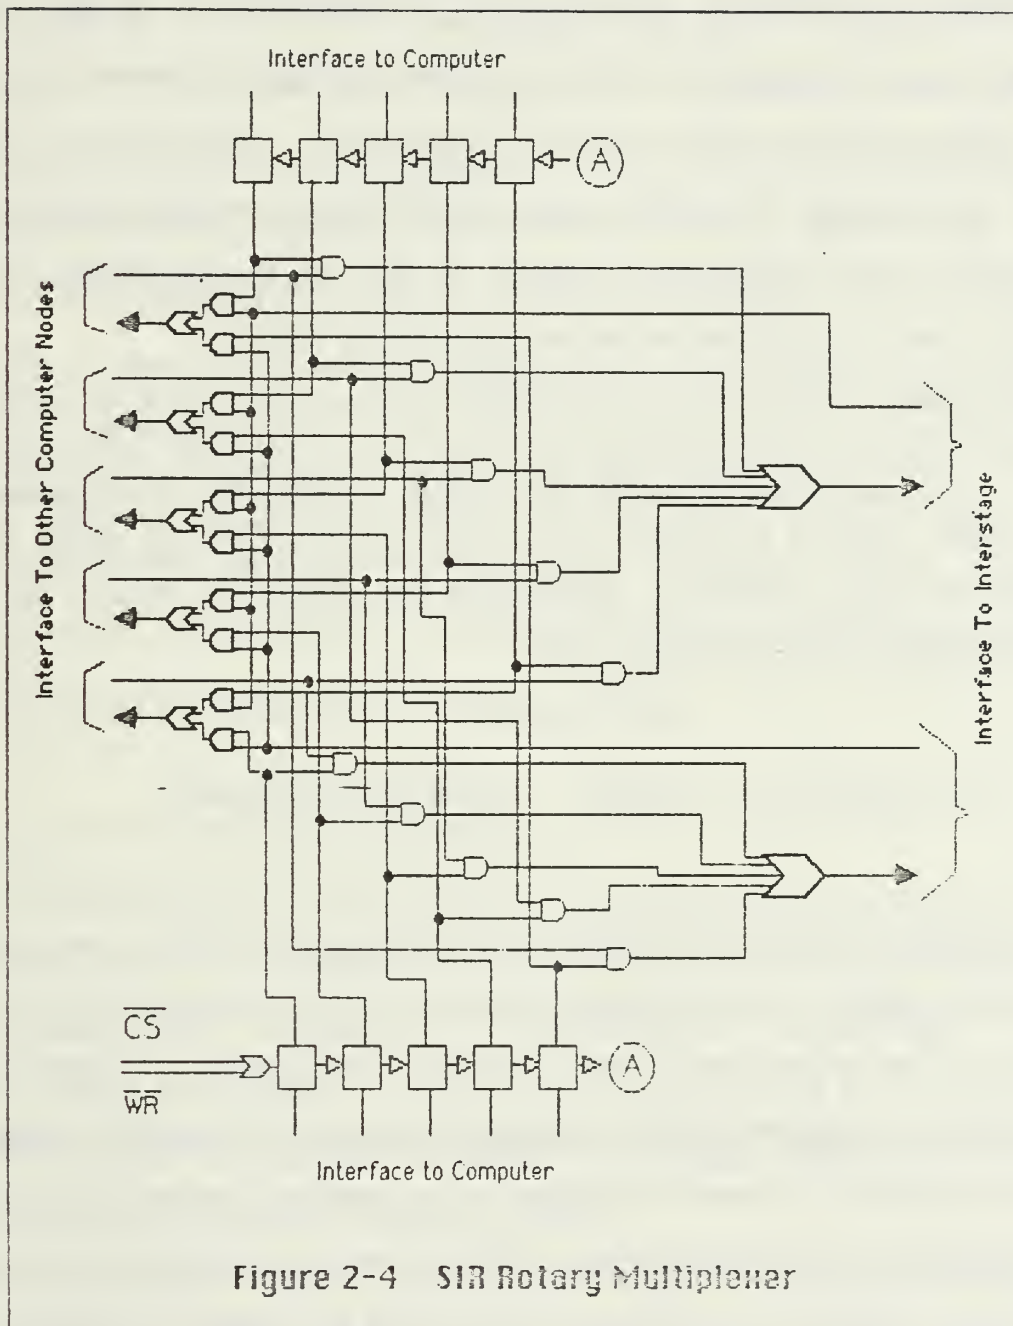 Interface to Computer
A
Interface To Other Computer Nodes
Interface To Interstage
CS
WR
A
Interface to Computer
Figure 2-4 SIR Rotary Multiplexer